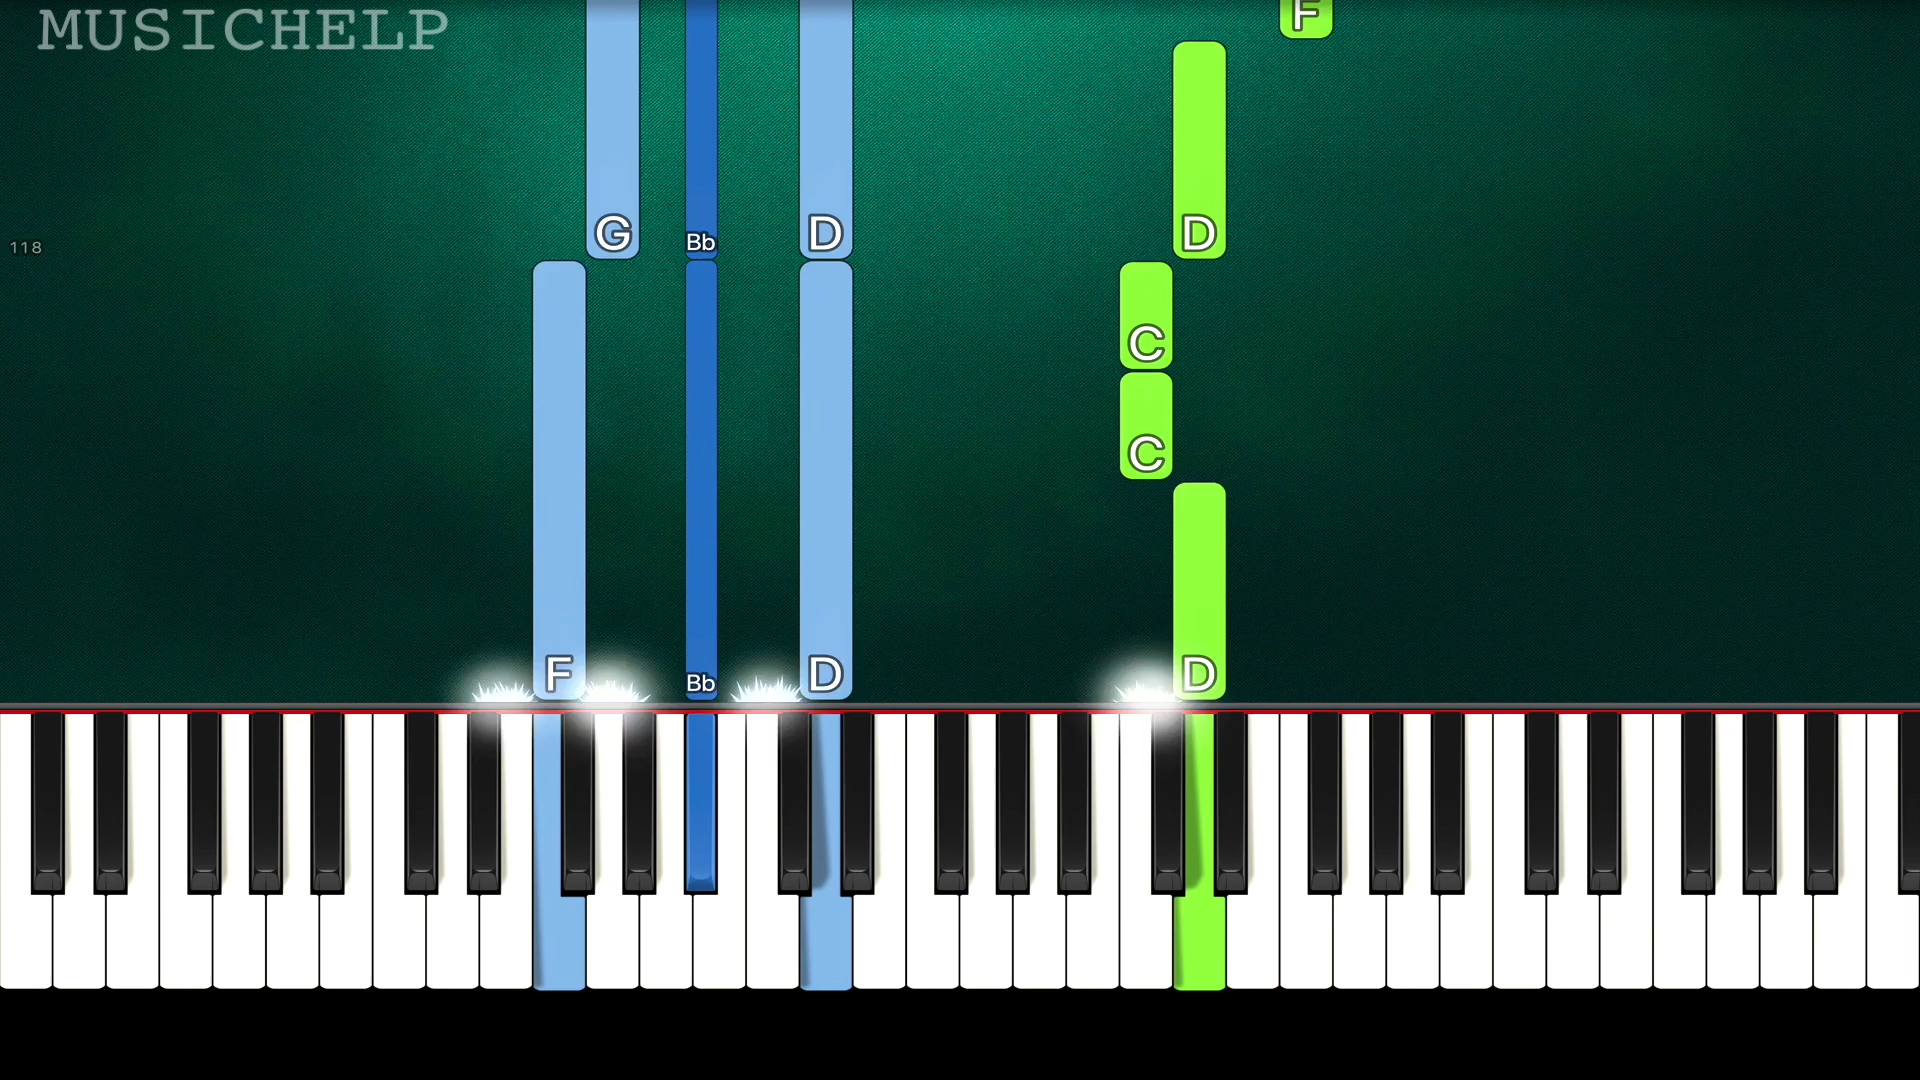 MUSICHELP
F
G Bb D D
118
C
C
F Bb D D